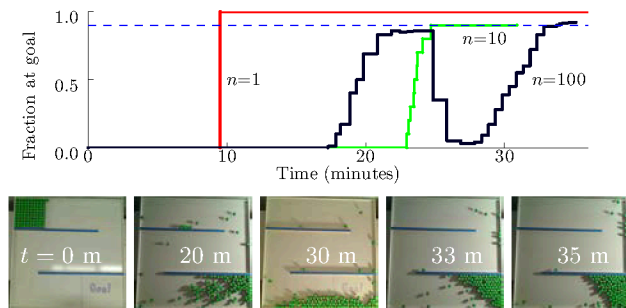 Fraction at goal
1.0
0.5
0.0
n=1
n=10
n=100
0
10
20
30
Time (minutes)
t = 0 m
20 m
30 m
33 m
35 m
Goal